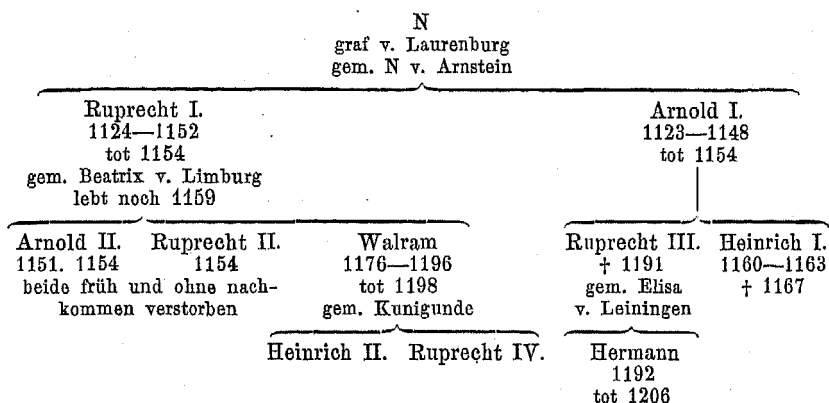 N
graf v. Laurenburg
gem. N v. Arnstein
Ruprecht I.
1124—1152
tot 1154
gem. Beatrix v. Limburg
lebt noch 1159
Arnold I.
1123—1148
tot 1154
Arnold II.
1151. 1154
Ruprecht II.
1154
beide früh und ohne nach-
kommen verstorben
Walram
1176—1196
tot 1198
gem. Kunigunde
Ruprecht III.
† 1191
gem. Elisa
v. Leiningen
Heinrich I.
1160—1163
† 1167
Heinrich II. Ruprecht IV.
Hermann
1192
tot 1206